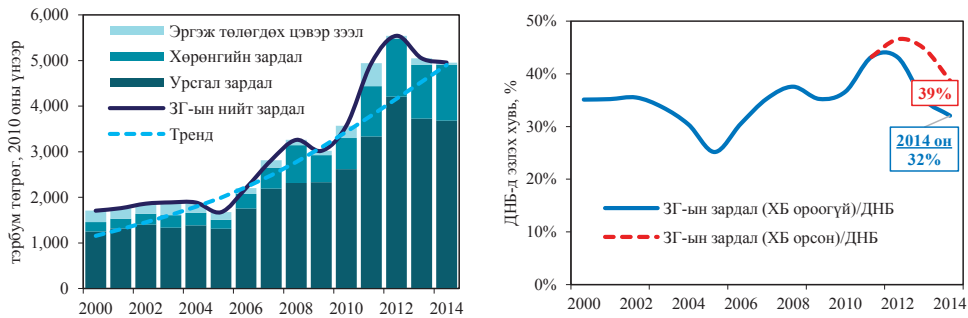 тэрбум төгрөг, 2010 оны үнээр
6,000
5,000
4,000
3,000
2,000
1,000
0
Эргэж төлөгдөх цэвэр зээл
Хөрөнгийн зардал
Урсгал зардал
ЗГ-ын нийт зардал
Тренд
2000 2002 2004 2006 2008 2010 2012 2014
ДНБ-д эзлэх хувь, %
50%
40%
30%
20%
10%
0%
39%
2014 он
32%
ЗГ-ын зардал (ХБ ороогүй)/ДНБ
ЗГ-ын зардал (ХБ орсон)/ДНБ
2000 2002 2004 2006 2008 2010 2012 2014